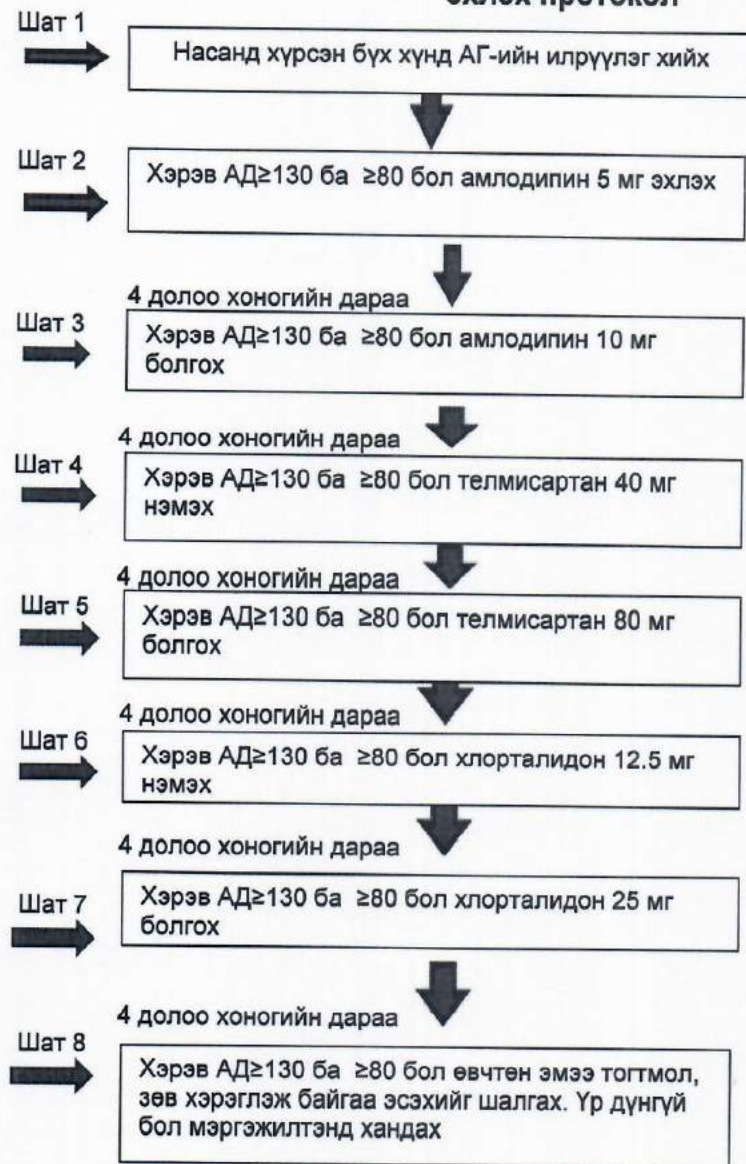 протокол
Шат 1
Насанд хүрсэн бүх хүнд АГ-ийн илрүүлэг хийх
Шат 2
Хэрэв АД≥130 ба ≥80 бол амлодипин 5 мг эхлэх
4 долоо хоногийн дараа
Шат 3
Хэрэв АД≥130 ба ≥80 бол амлодипин 10 мг
болгох
4 долоо хоногийн дараа
Шат 4
Хэрэв АД≥130 ба ≥80 бол телмисартан 40 мг
нэмэх
4 долоо хоногийн дараа
Шат 5
Хэрэв АД≥130 ба ≥80 бол телмисартан 80 мг
болгох
4 долоо хоногийн дараа
Шат 6
Хэрэв АД≥130 ба ≥80 бол хлорталидон 12.5 мг
нэмэх
4 долоо хоногийн дараа
Шат 7
Хэрэв АД≥130 ба ≥80 бол хлорталидон 25 мг
болгох
4 долоо хоногийн дараа
Шат 8
Хэрэв АД≥130 ба ≥80 бол өвчтөн эмээ тогтмол,
зөв хэрэглэж байгаа эсэхийг шалгах. Үр дүнгүй
бол мэргэжилтэнд хандах